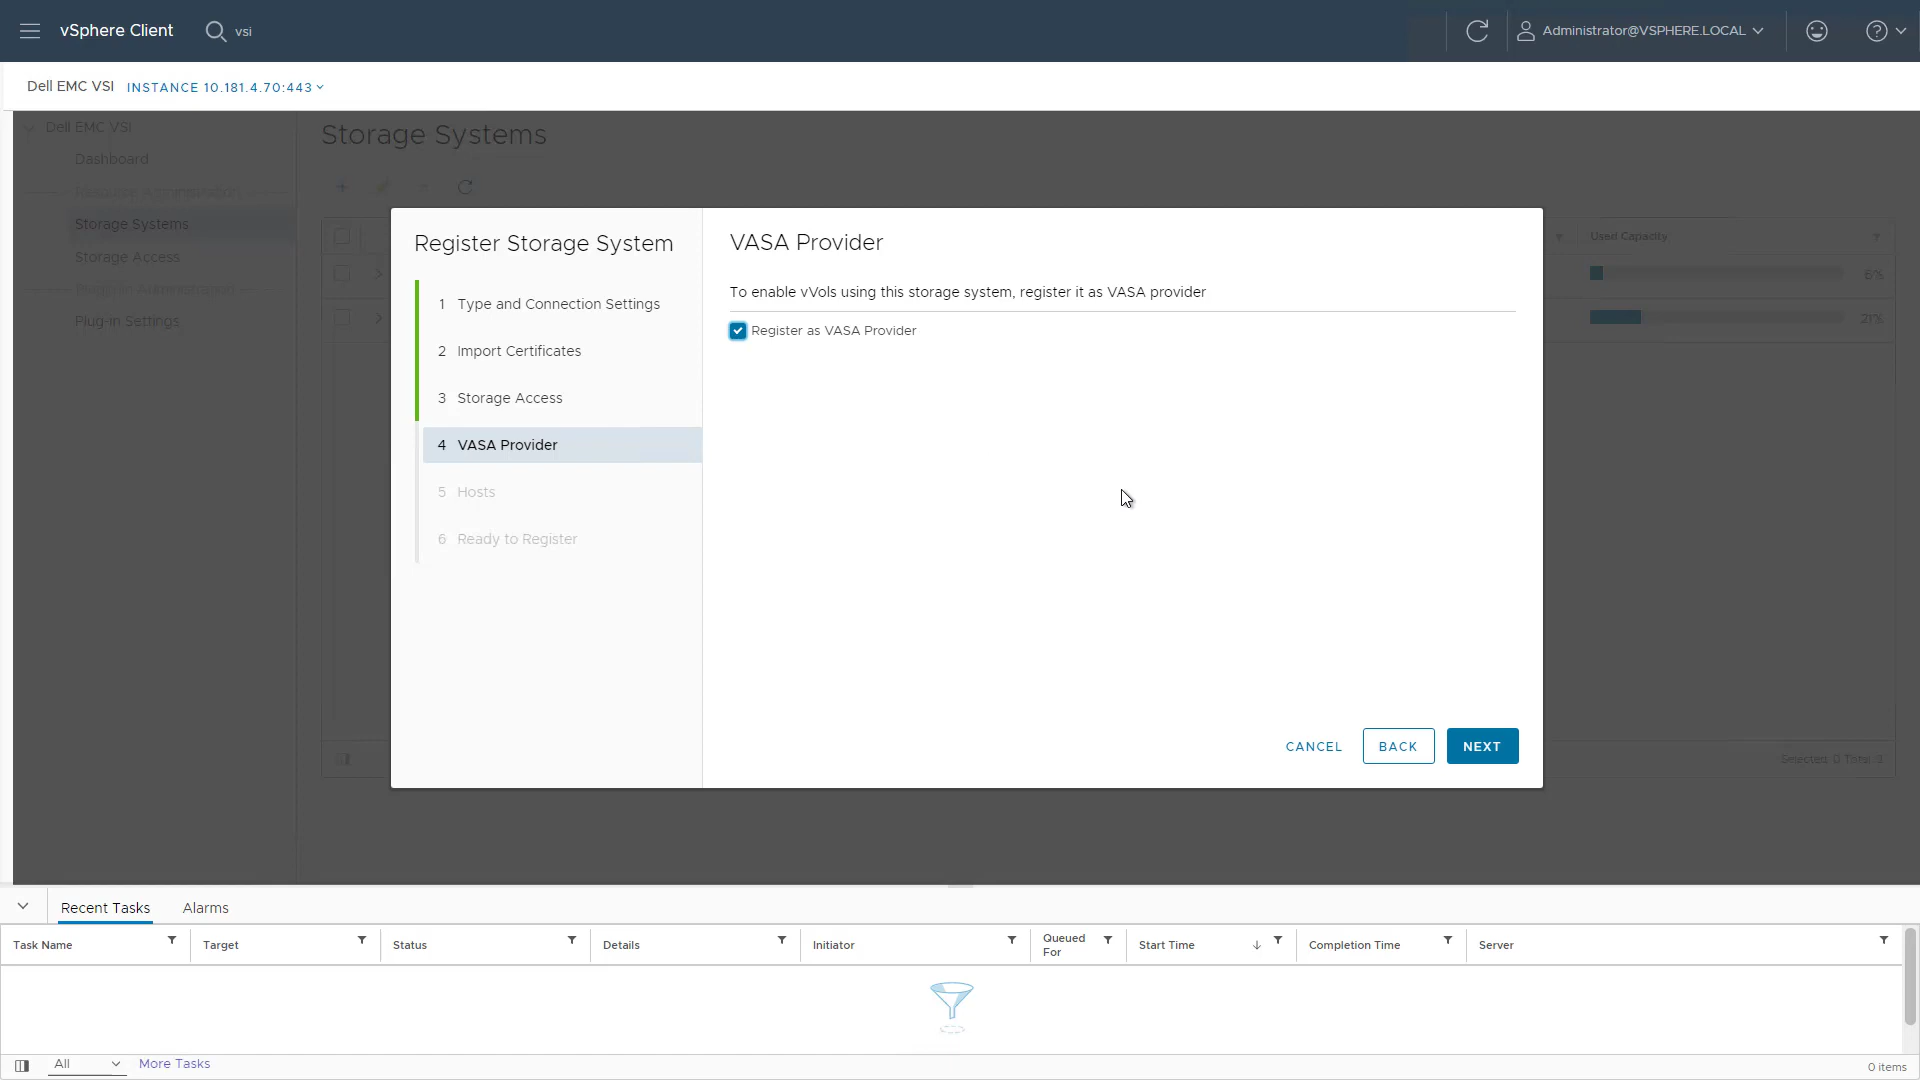 vSphere Client
vsi
Administrator@VSPHERE.LOCAL
Dell EMC VSI
INSTANCE 10.181.4.70:443
Dell EMC VSI
Dashboard
Resource Administration
Storage Systems
Storage Access
Plug-in Administration
Plug-in Settings
Storage Systems
Used Capacity
6%
21%
Register Storage System
1 Type and Connection Settings
2 Import Certificates
3 Storage Access
4 VASA Provider
5 Hosts
6 Ready to Register
VASA Provider
To enable vVols using this storage system, register it as VASA provider
Register as VASA Provider
CANCEL
BACK
NEXT
Recent Tasks
Alarms
Task Name
Target
Status
Details
Initiator
Queued
For
Start Time
Completion Time
Server
All
More Tasks
0 items